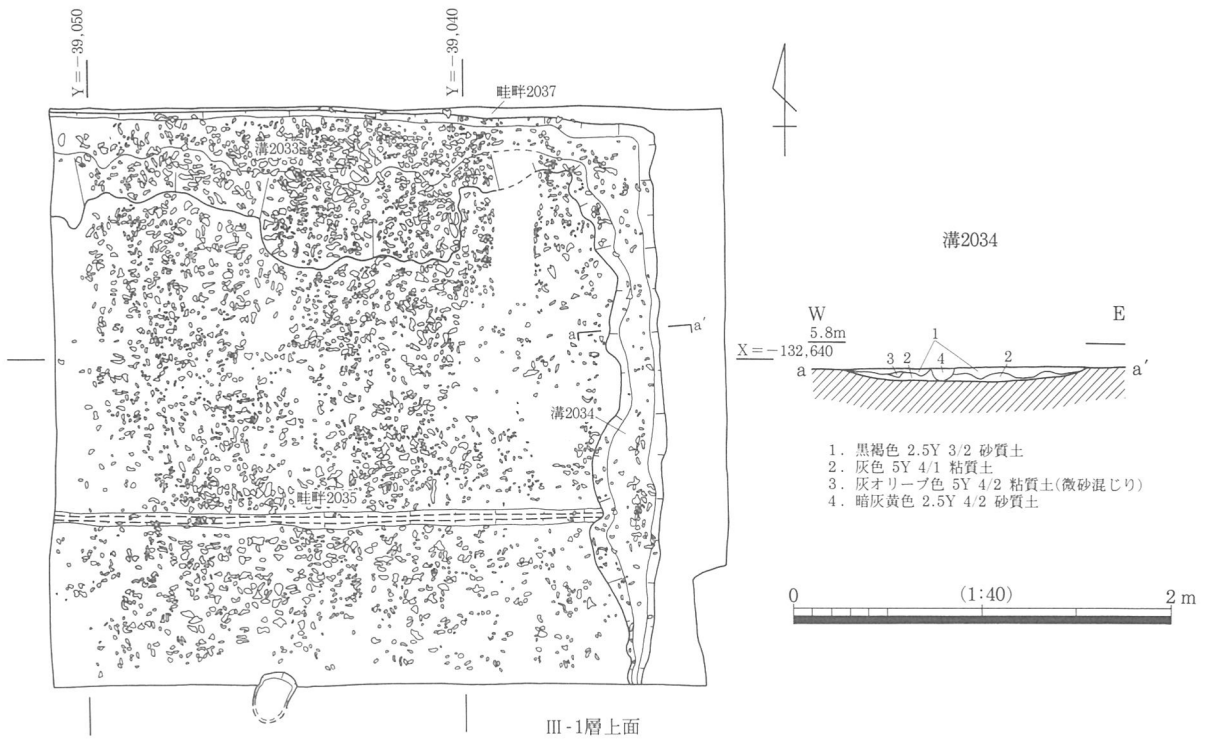 Y=-39,050
Y=-39,040
畦畔2037
溝2033
溝2034
W
E
5.8m
X=-132,640
a
a'
1
3
2
4
2
a
a'
溝2034
畦畔2035
1. 黒褐色 2.5Y 3/2 砂質土
2. 灰色 5Y 4/1 粘質土
3. 灰オリーブ色 5Y 4/2 粘質土(微砂混じり)
4. 暗灰黄色 2.5Y 4/2 砂質土
0
(1:40)
2 m
Ⅲ-1層上面